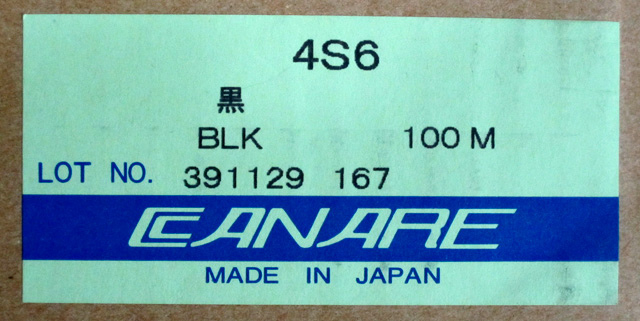 4S6
黒
BLK 100 M
LOT NO. 391129 167
CANARE
MADE IN JAPAN